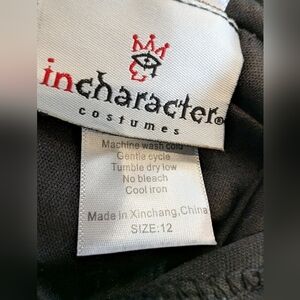 incharacter®
costumes
Machine wash cold
Gentle cycle
Tumble dry low
No bleach
Cool iron
Made in Xinchang,China
SIZE:12